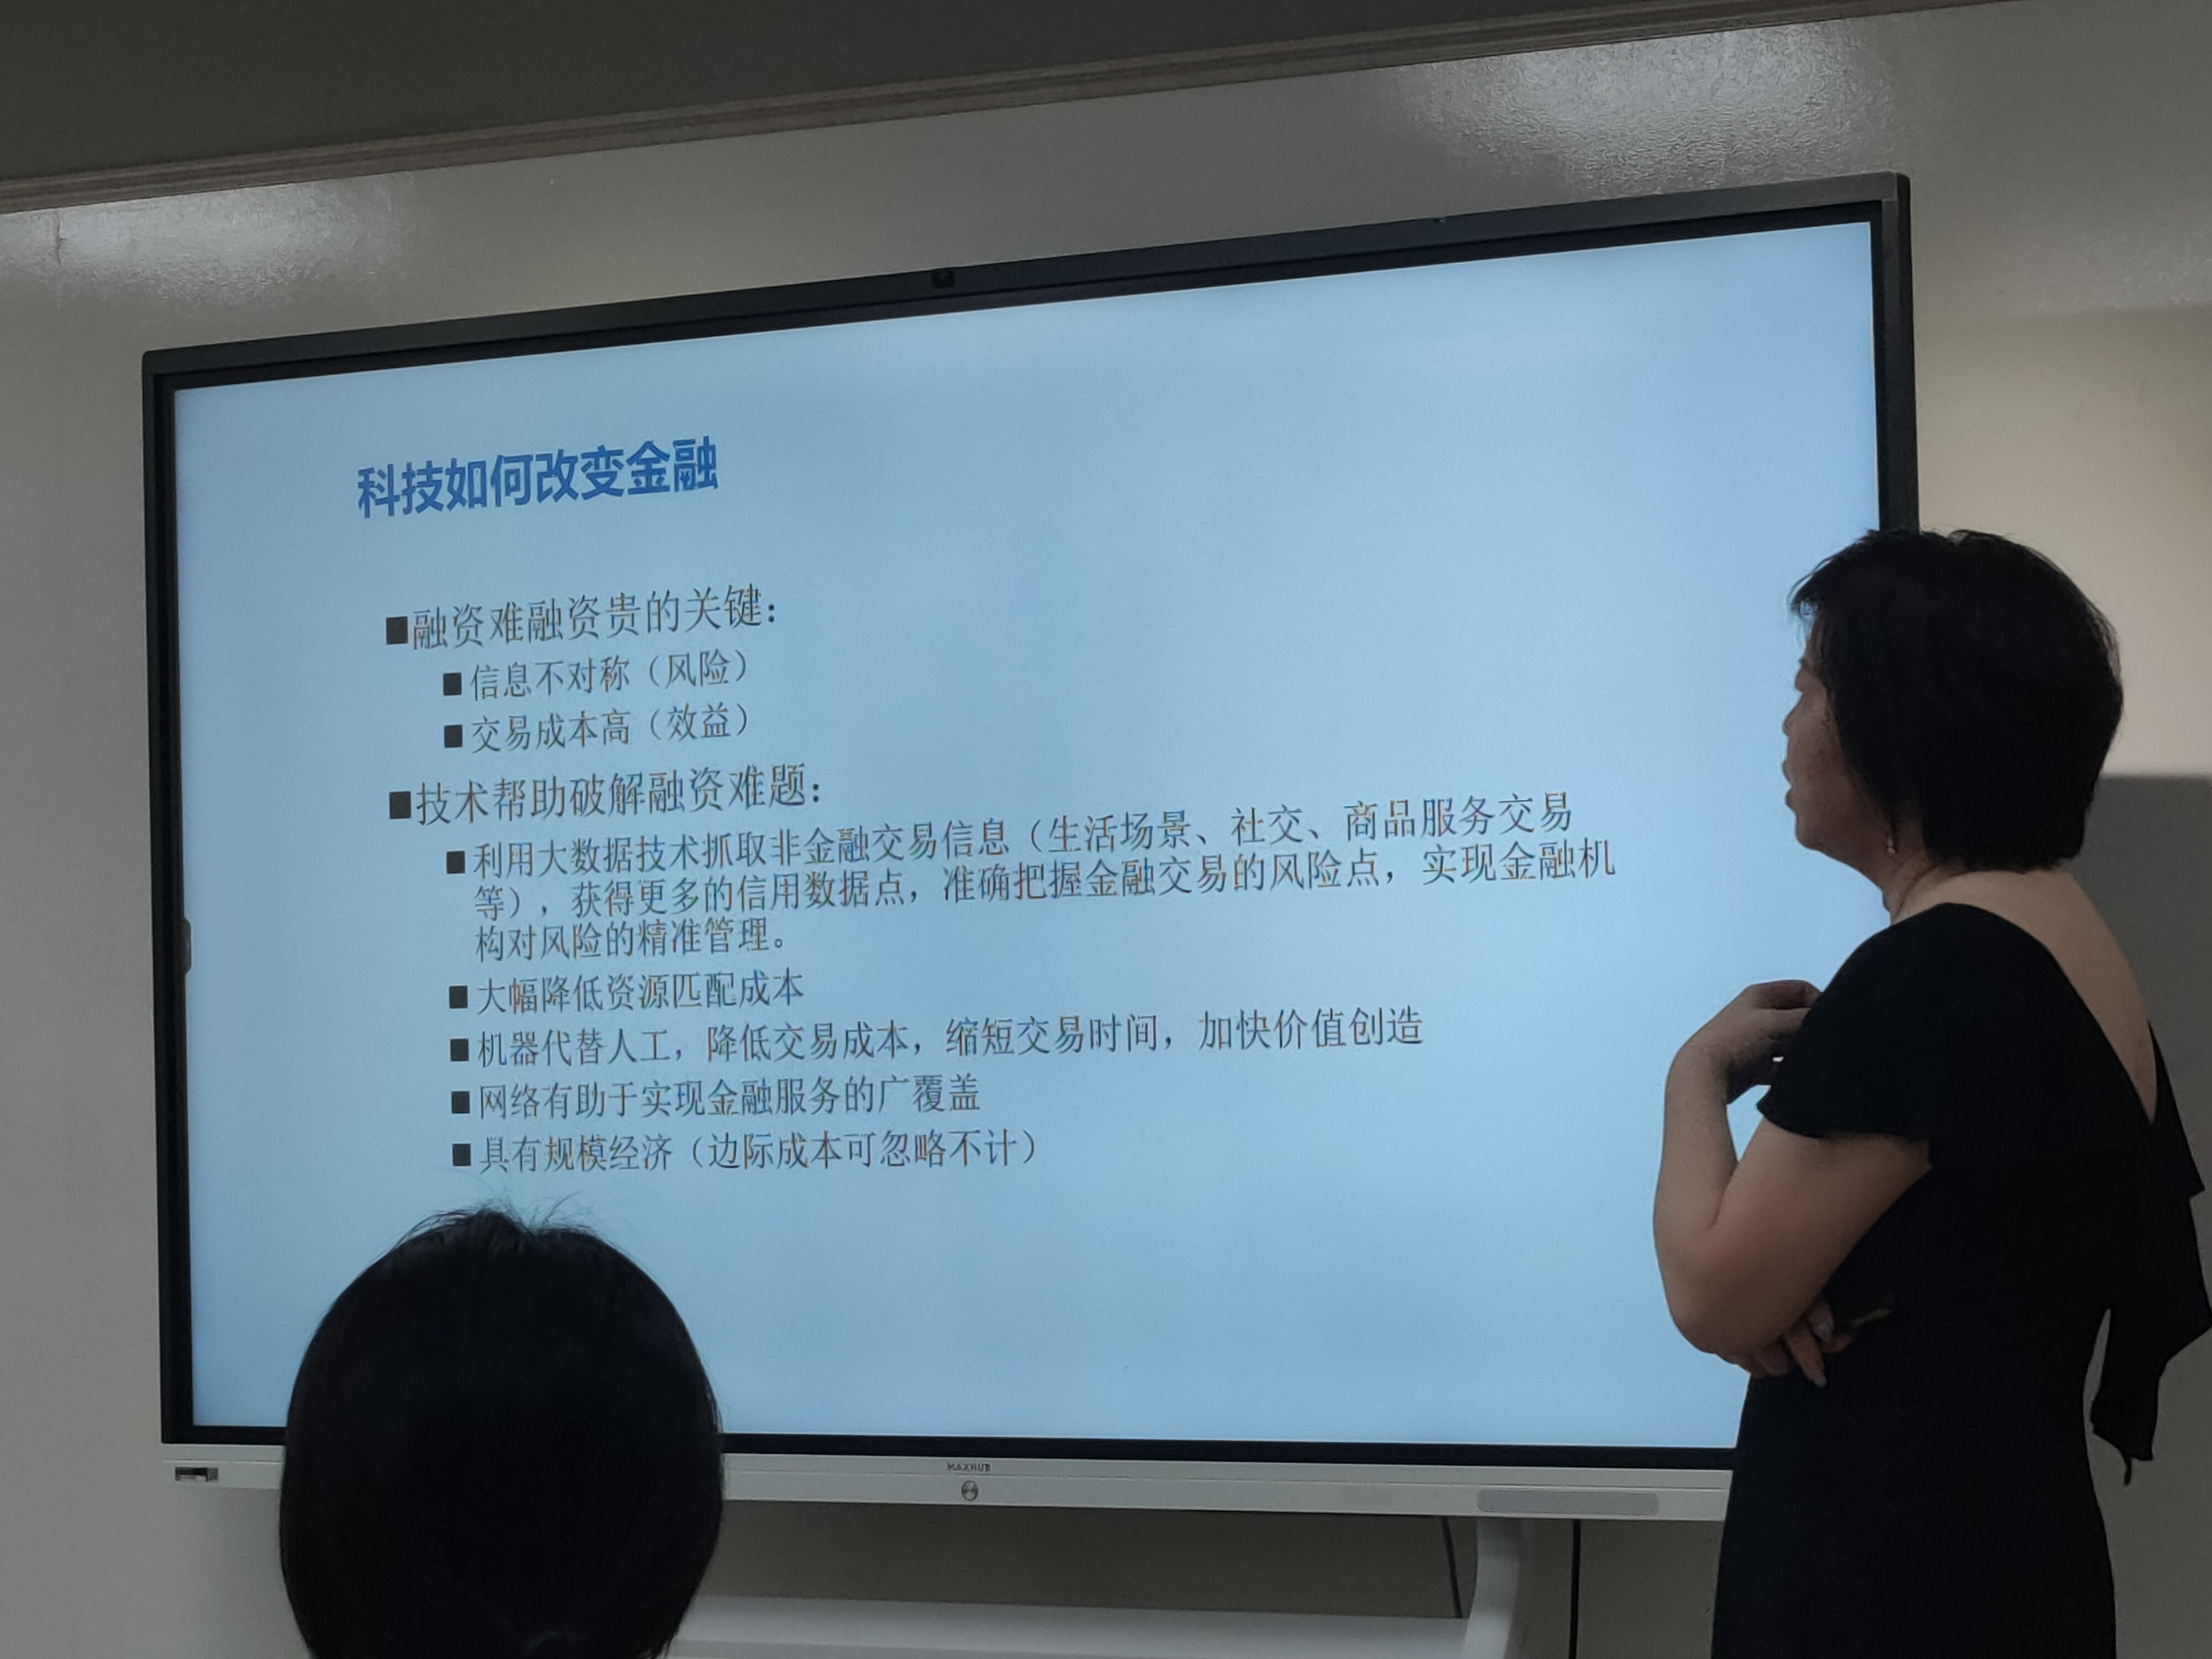 科技如何改变金融
■融资难融资贵的关键：
■信息不对称（风险）
■交易成本高（效益）
■技术帮助破解融资难题：
■利用大数据技术抓取非金融交易信息（生活场景、社交、商品服务交易
等），获得更多的信用数据点，准确把握金融交易的风险点，实现金融机
构对风险的精准管理。
■大幅降低资源匹配成本
■机器代替人工，降低交易成本，缩短交易时间，加快价值创造
■网络有助于实现金融服务的广覆盖
■具有规模经济（边际成本可忽略不计）
MAXHUB